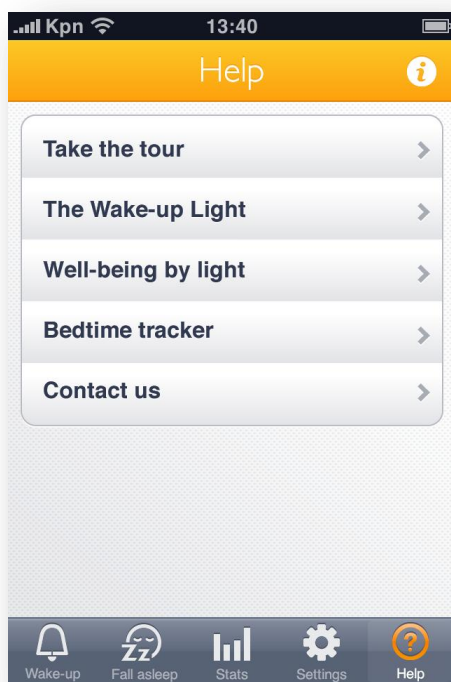 Kpn 13:40
Help
Take the tour
The Wake-up Light
Well-being by light
Bedtime tracker
Contact us
Wake-up Fall asleep Stats Settings Help